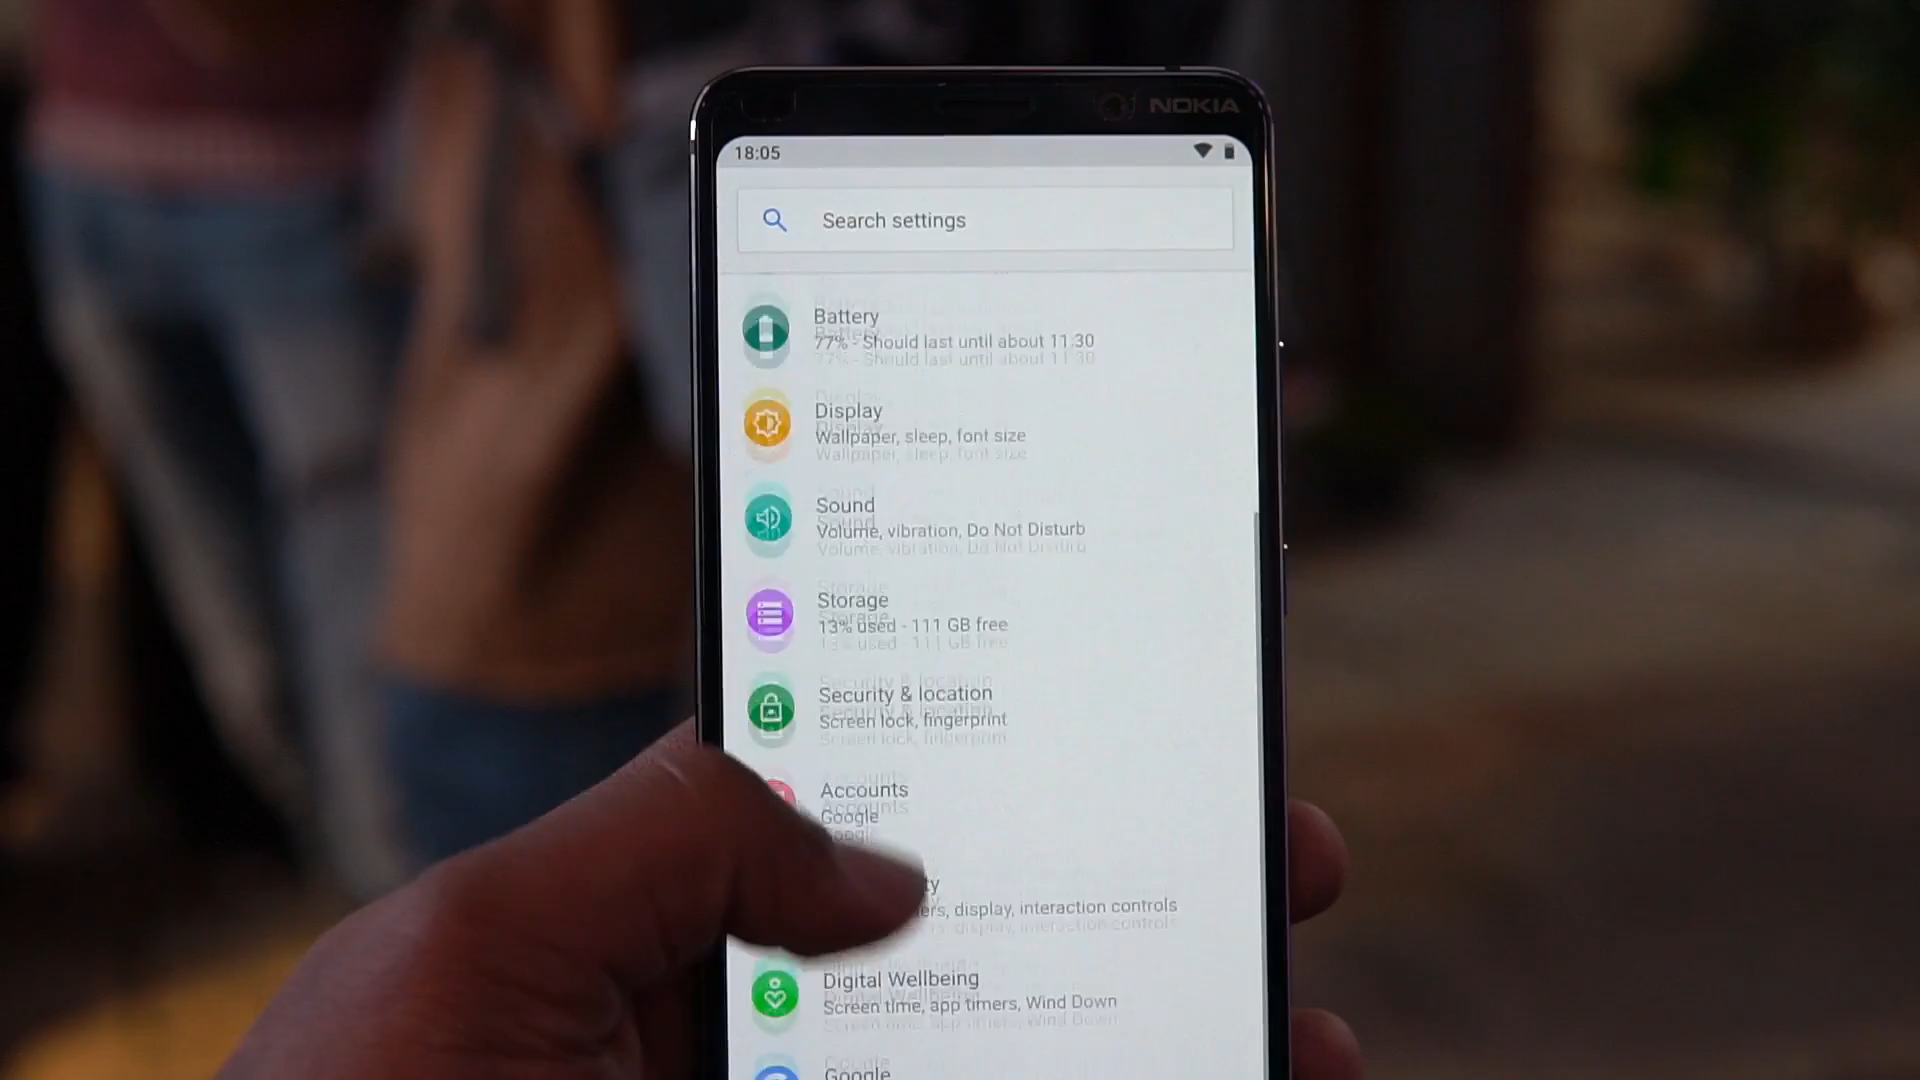 NOKIA
18:05
Search settings
Battery
77% - Should last until about 11:30
Display
Wallpaper, sleep, font size
Sound
Volume, vibration, Do Not Disturb
Storage
13% used - 111 GB free
Security & location
Screen lock, fingerprint
Accounts
Google
display, interaction controls
Digital Wellbeing
Screen time, app timers, Wind Down
Google